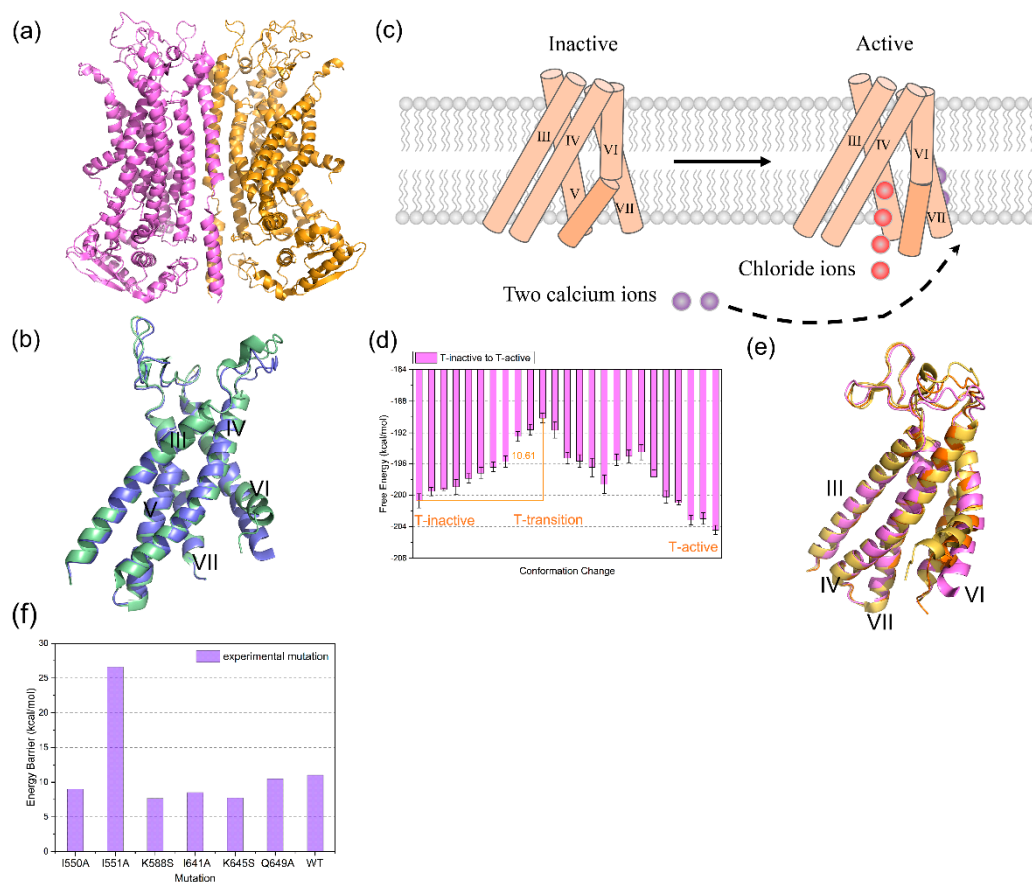 (a)
(c)
Inactive
Active
III
IV
VI
V
VII
III
IV
VI
VII
Chloride ions
Two calcium ions
(b)
III
IV
V
VI
VII
(d)
T-inactive to T-active
-184
-188
-192
-196
-200
-204
-208
Free Energy (kcal/mol)
10.61
T-inactive
T-transition
T-active
Conformation Change
(e)
III
IV
VI
VII
(f)
30
25
20
15
10
5
0
Energy Barrier (kcal/mol)
experimental mutation
I550A I551A K588S I641A K645S Q649A WT
Mutation